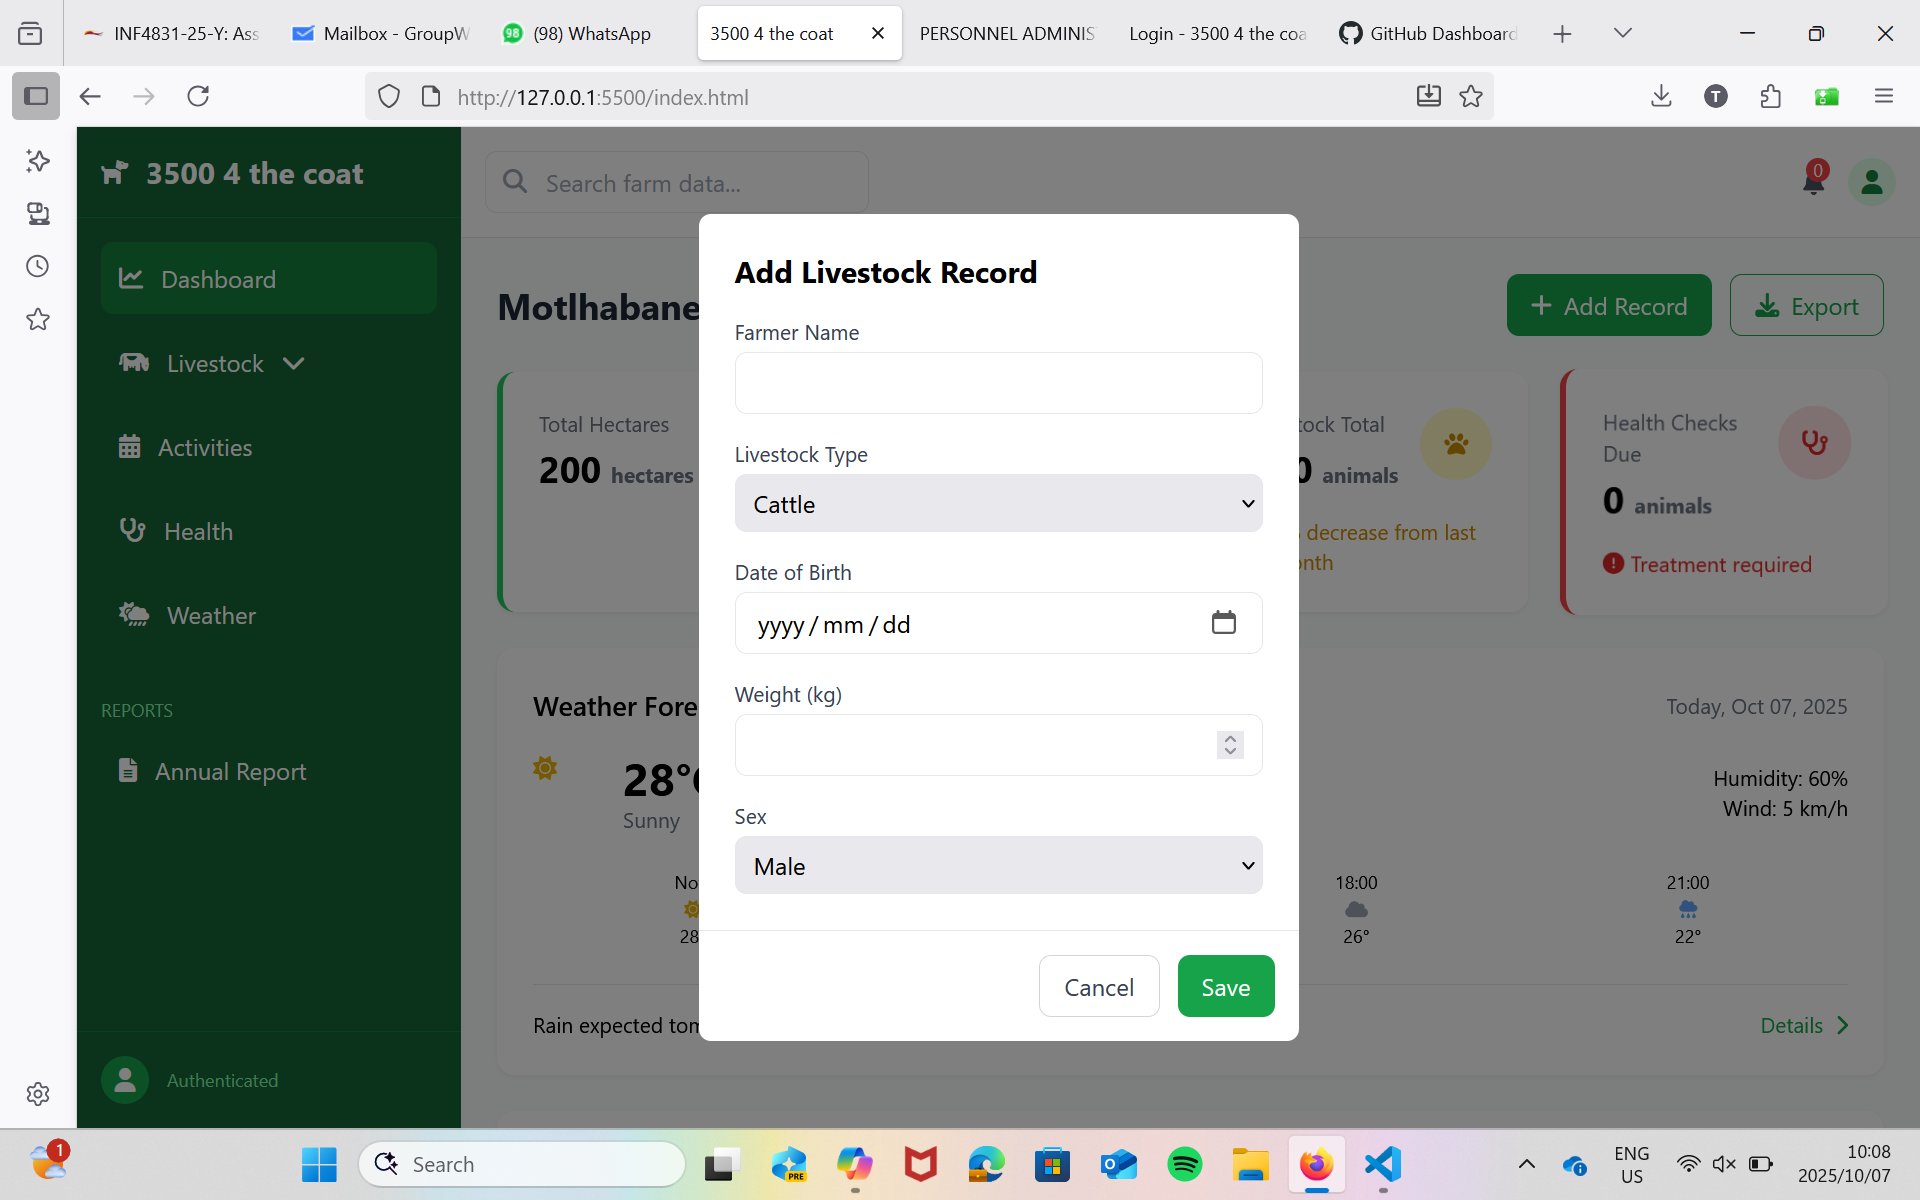 INF4831-25-Y: Ass
Mailbox - GroupW
98
(98) WhatsApp
3500 4 the coat
PERSONNEL ADMINIS
Login - 3500 4 the coa
GitHub Dashboard
http://127.0.0.1:5500/index.html
T
3500 4 the coat
Search farm data...
0
Dashboard
Livestock
Activities
Health
Weather
REPORTS
Annual Report
Authenticated
Motlhabane
Add Record
Export
Total Hectares
200 hectares
tock Total
0 animals
decrease from last
onth
Health Checks
Due
0 animals
Treatment required
Add Livestock Record
Farmer Name
Livestock Type
Cattle
Date of Birth
yyyy / mm / dd
Weight (kg)
Sex
Male
Cancel
Save
Weather Fore
Today, Oct 07, 2025
28°C
Sunny
Humidity: 60%
Wind: 5 km/h
No
28
18:00
26°
21:00
22°
Rain expected tom
Details
1
Search
PRE
ENG
US
10:08
2025/10/07